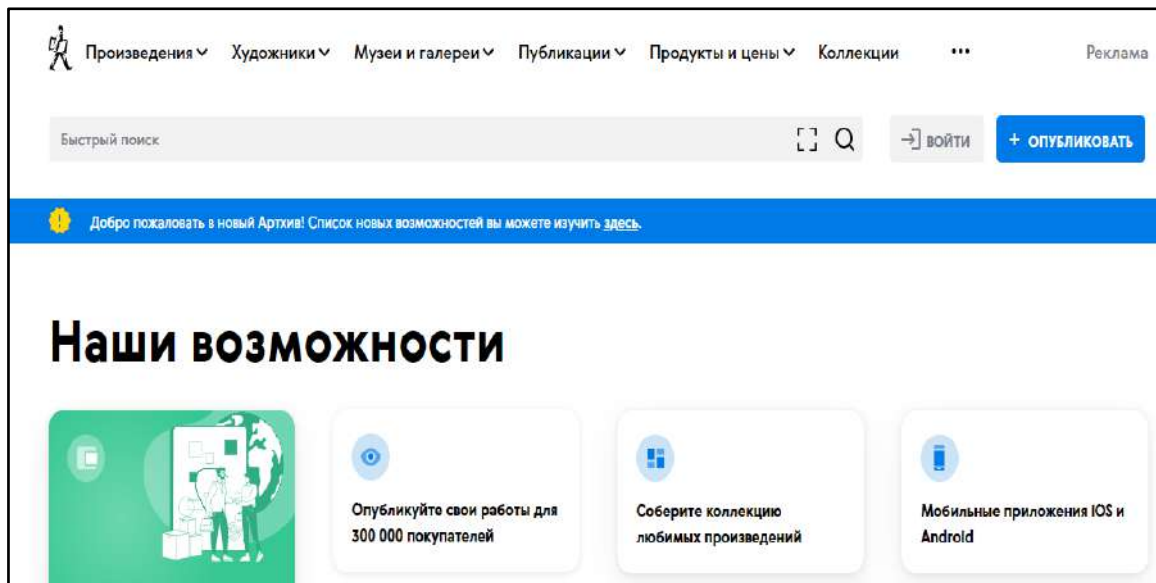 Произведения Художники Музеи и галереи Публикации Продукты и цены Коллекции ••• Реклама
Быстрый поиск ВОЙТИ + ОПУБЛИКОВАТЬ
Добро пожаловать в новый Артхив! Список новых возможностей вы можете изучить здесь.
Наши возможности
Опубликуйте свои работы для
300 000 покупателей
Соберите коллекцию
любимых произведений
Мобильные приложения IOS и
Android